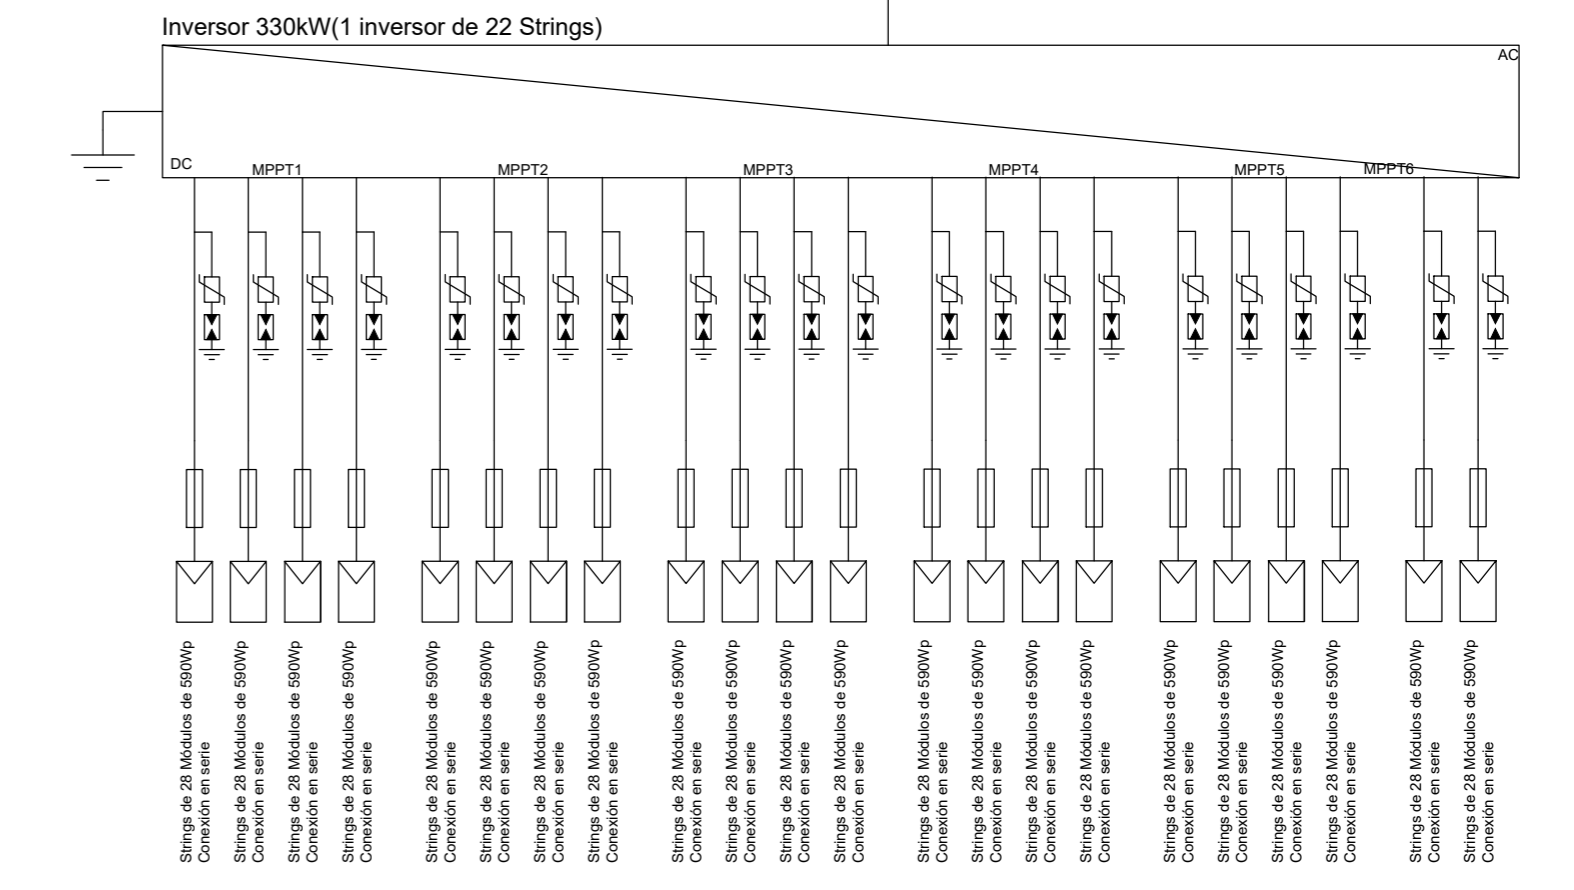 Inversor 330kW(1 inversor de 22 Strings)
AC
DC
MPPT1
MPPT2
MPPT3
MPPT4
MPPT5
MPPT6
Strings de 28 Módulos de 590Wp
Conexión en serie
Strings de 28 Módulos de 590Wp
Conexión en serie
Strings de 28 Módulos de 590Wp
Conexión en serie
Strings de 28 Módulos de 590Wp
Conexión en serie
Strings de 28 Módulos de 590Wp
Conexión en serie
Strings de 28 Módulos de 590Wp
Conexión en serie
Strings de 28 Módulos de 590Wp
Conexión en serie
Strings de 28 Módulos de 590Wp
Conexión en serie
Strings de 28 Módulos de 590Wp
Conexión en serie
Strings de 28 Módulos de 590Wp
Conexión en serie
Strings de 28 Módulos de 590Wp
Conexión en serie
Strings de 28 Módulos de 590Wp
Conexión en serie
Strings de 28 Módulos de 590Wp
Conexión en serie
Strings de 28 Módulos de 590Wp
Conexión en serie
Strings de 28 Módulos de 590Wp
Conexión en serie
Strings de 28 Módulos de 590Wp
Conexión en serie
Strings de 28 Módulos de 590Wp
Conexión en serie
Strings de 28 Módulos de 590Wp
Conexión en serie
Strings de 28 Módulos de 590Wp
Conexión en serie
Strings de 28 Módulos de 590Wp
Conexión en serie
Strings de 28 Módulos de 590Wp
Conexión en serie
Strings de 28 Módulos de 590Wp
Conexión en serie